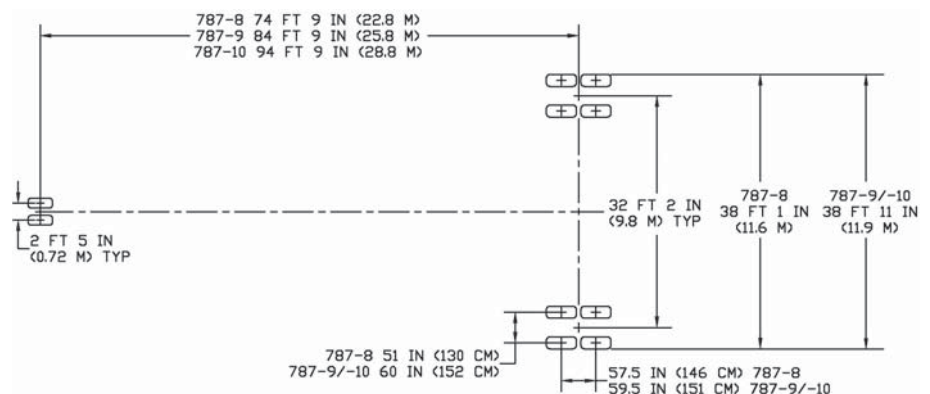 787-8 74 FT 9 IN (22.8 M)
787-9 84 FT 9 IN (25.8 M)
787-10 94 FT 9 IN (28.8 M)
2 FT 5 IN
(0.72 M) TYP
32 FT 2 IN
(9.8 M) TYP
787-8
38 FT 1 IN
(11.6 M)
787-9/-10
38 FT 11 IN
(11.9 M)
787-8 51 IN (130 CM)
787-9/-10 60 IN (152 CM)
57.5 IN (146 CM) 787-8
59.5 IN (151 CM) 787-9/-10